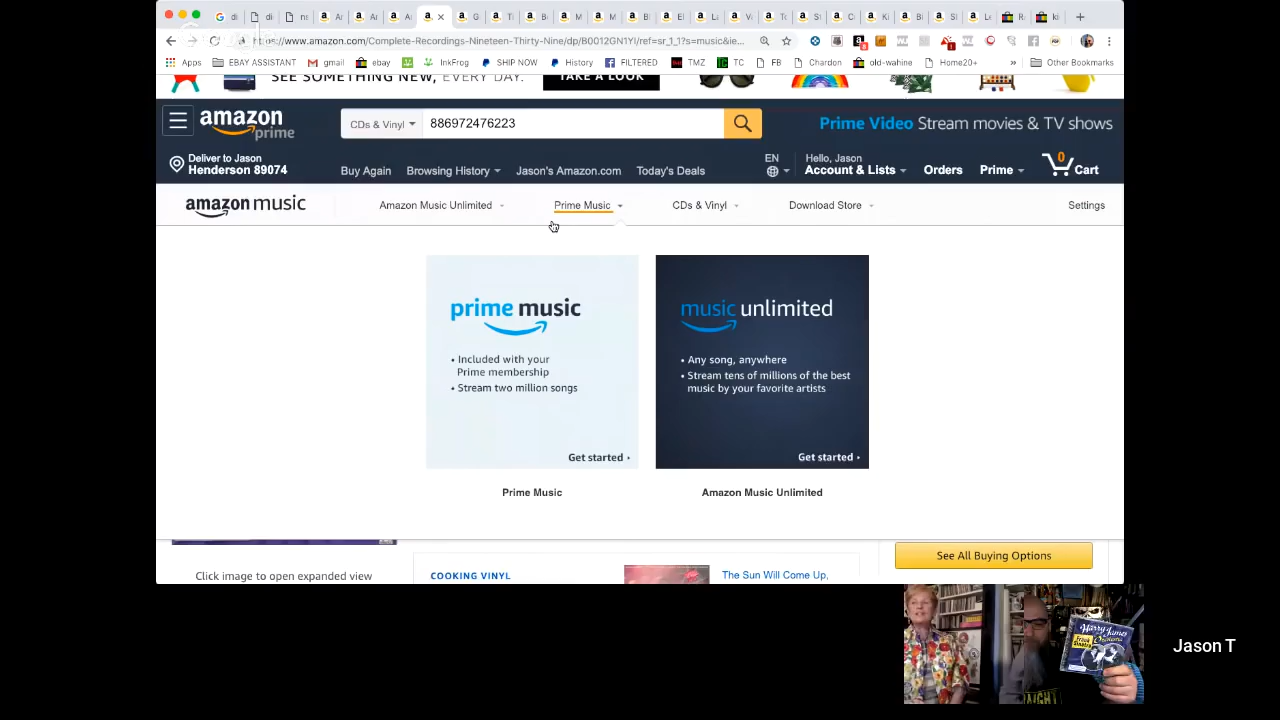 https://www.amazon.com/Complete-Recordings-Nineteen-Thirty-Nine/dp/B0012GN1YI/ref=sr_1_1?s=music&ie...
Apps EBAY ASSISTANT gmail ebay InkFrog SHIP NOW History FILTERED TMZ TC FB Chardon old-wahine Home20+ » Other Bookmarks
SEE SOMETHING NEW, EVERY DAY. TAKE A LOOK
amazon prime
CDs & Vinyl 886972476223
Prime Video Stream movies & TV shows
Deliver to Jason
Henderson 89074
Buy Again Browsing History Jason's Amazon.com Today's Deals
EN
Hello, Jason
Account & Lists Orders Prime 0 Cart
amazon music Amazon Music Unlimited Prime Music CDs & Vinyl Download Store Settings
prime music
• Included with your
Prime membership
• Stream two million songs
Get started
Prime Music
music unlimited
• Any song, anywhere
• Stream tens of millions of the best
music by your favorite artists
Get started
Amazon Music Unlimited
Click image to open expanded view
COOKING VINYL
The Sun Will Come Up,
See All Buying Options
Harry James
Frank Sinatra
Jason T